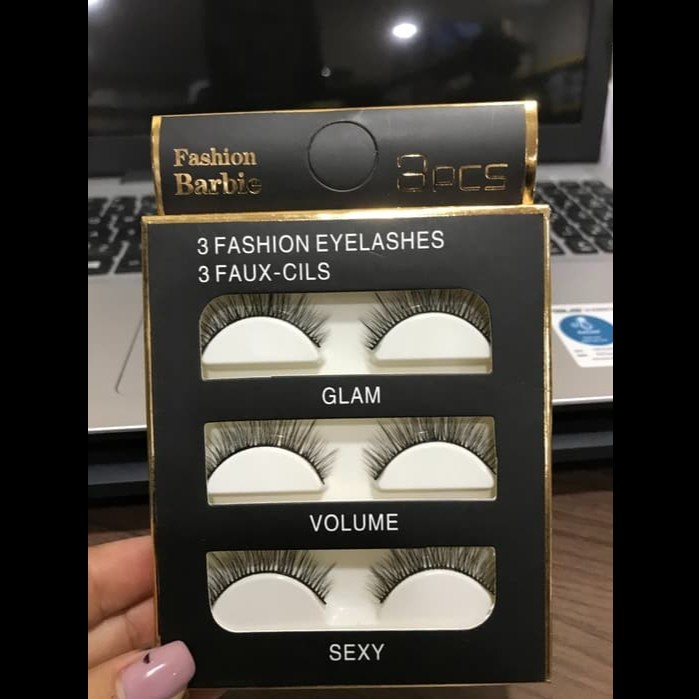 Fashion
Barbie
3PCS
3 FASHION EYELASHES
3 FAUX-CILS
GLAM
VOLUME
SEXY